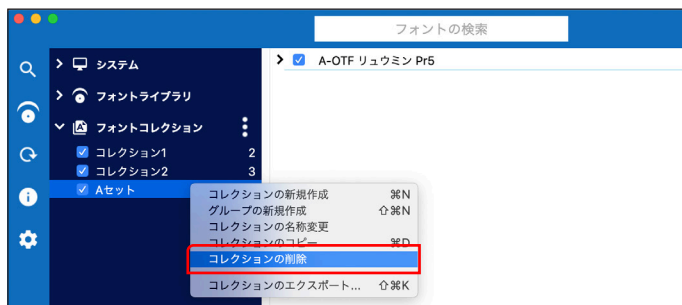 フォントの検索
システム
フォントライブラリ
フォントコレクション
コレクション1 2
コレクション2 3
Aセット
A-OTF リュウミン Pr5
コレクションの新規作成 ⌘N
グループの新規作成 ⇧⌘N
コレクションの名称変更
コレクションのコピー ⌘D
コレクションの削除
コレクションのエクスポート... ⇧⌘K